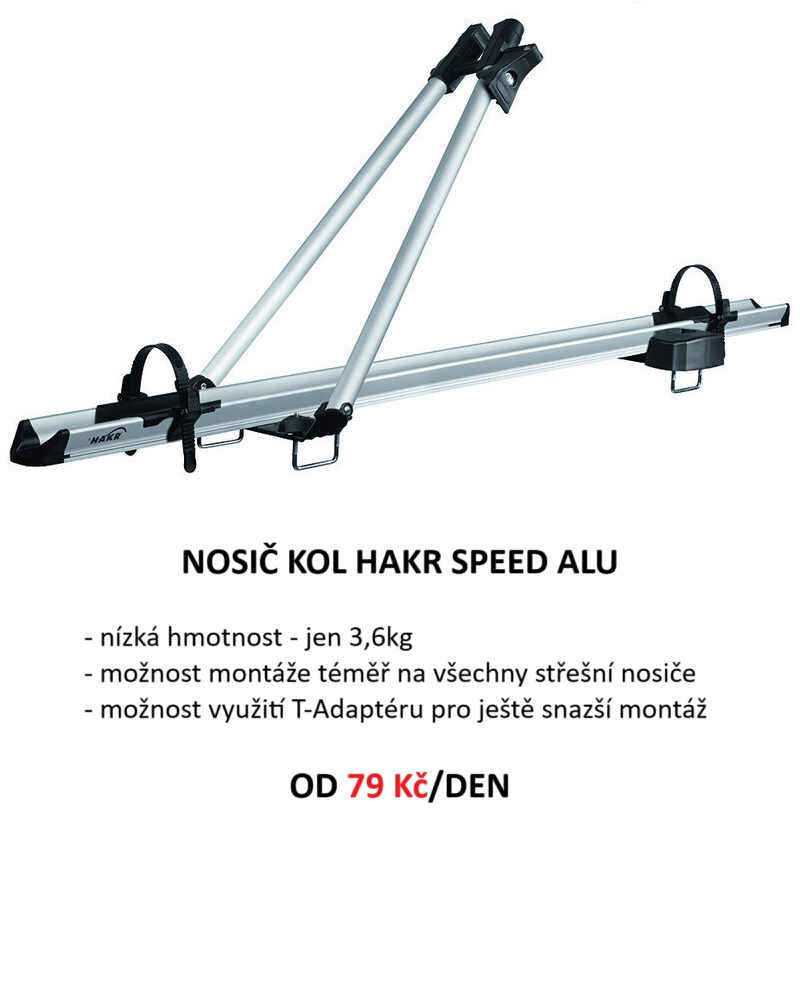 HAKR
NOSIČ KOL HAKR SPEED ALU
- nízká hmotnost - jen 3,6kg
- možnost montáže téměř na všechny střešní nosiče
- možnost využití T-Adaptéru pro ještě snazší montáž
OD 79 Kč/DEN